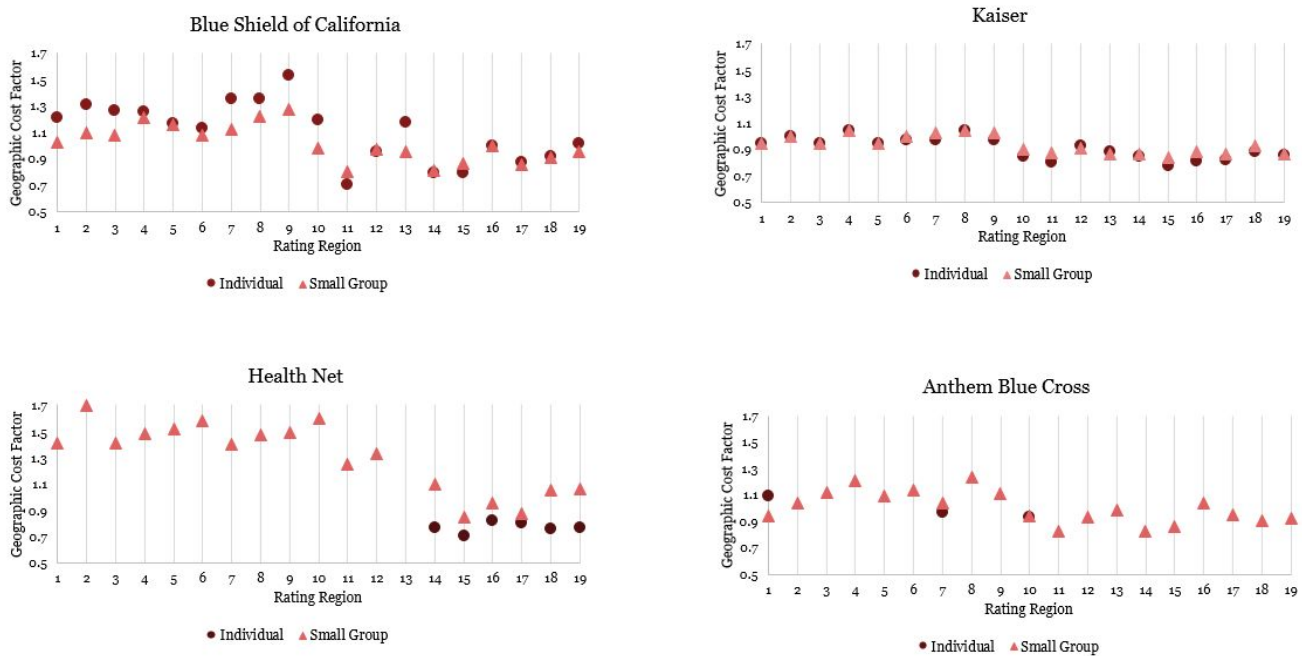 Blue Shield of California
Geographic Cost Factor
1.7
1.5
1.3
1.1
0.9
0.7
0.5
1 2 3 4 5 6 7 8 9 10 11 12 13 14 15 16 17 18 19
Rating Region
Individual Small Group
Kaiser
Geographic Cost Factor
1.7
1.5
1.3
1.1
0.9
0.7
0.5
1 2 3 4 5 6 7 8 9 10 11 12 13 14 15 16 17 18 19
Rating Region
Individual Small Group
Health Net
Geographic Cost Factor
1.7
1.5
1.3
1.1
0.9
0.7
0.5
1 2 3 4 5 6 7 8 9 10 11 12 13 14 15 16 17 18 19
Rating Region
Individual Small Group
Anthem Blue Cross
Geographic Cost Factor
1.7
1.5
1.3
1.1
0.9
0.7
0.5
1 2 3 4 5 6 7 8 9 10 11 12 13 14 15 16 17 18 19
Rating Region
Individual Small Group